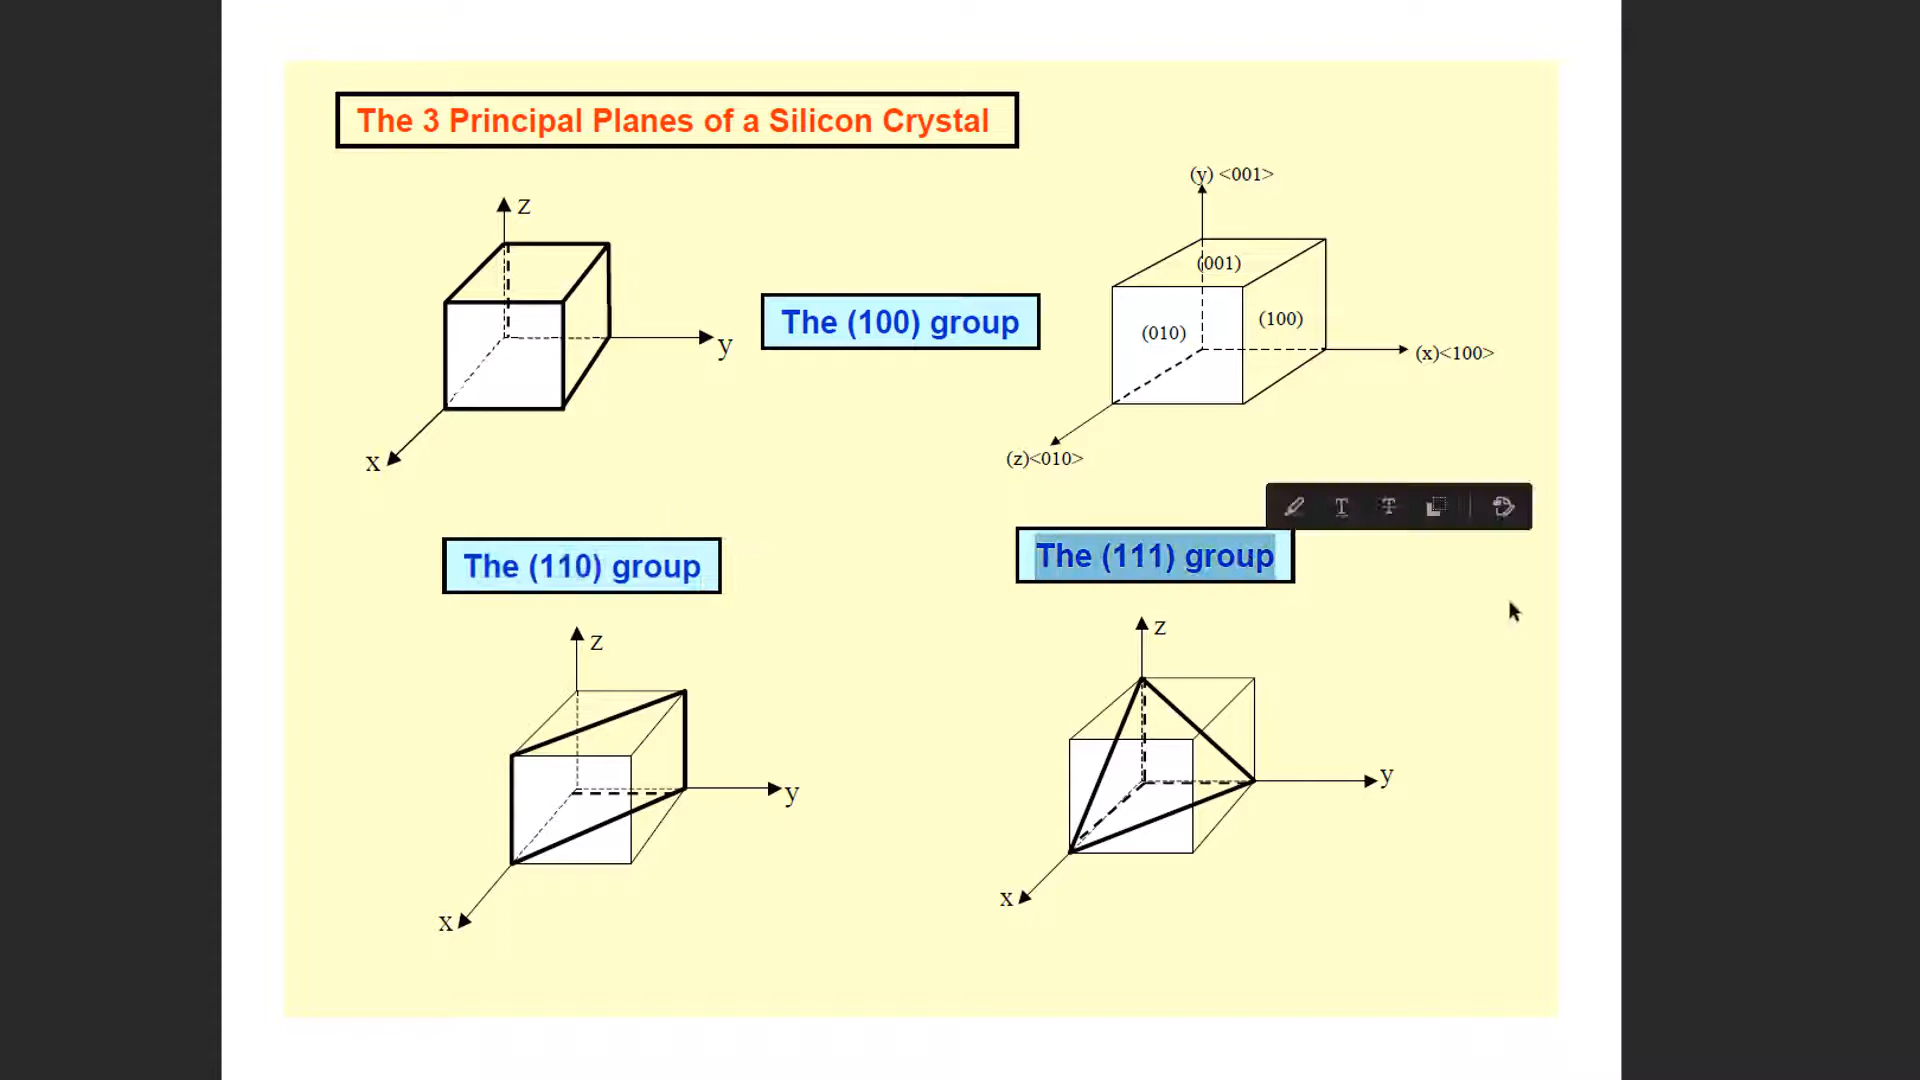 The 3 Principal Planes of a Silicon Crystal
z
y
x
The (100) group
(y) <001>
(001)
(010)
(100)
(x)<100>
(z)<010>
The (110) group
z
y
x
The (111) group
z
y
x